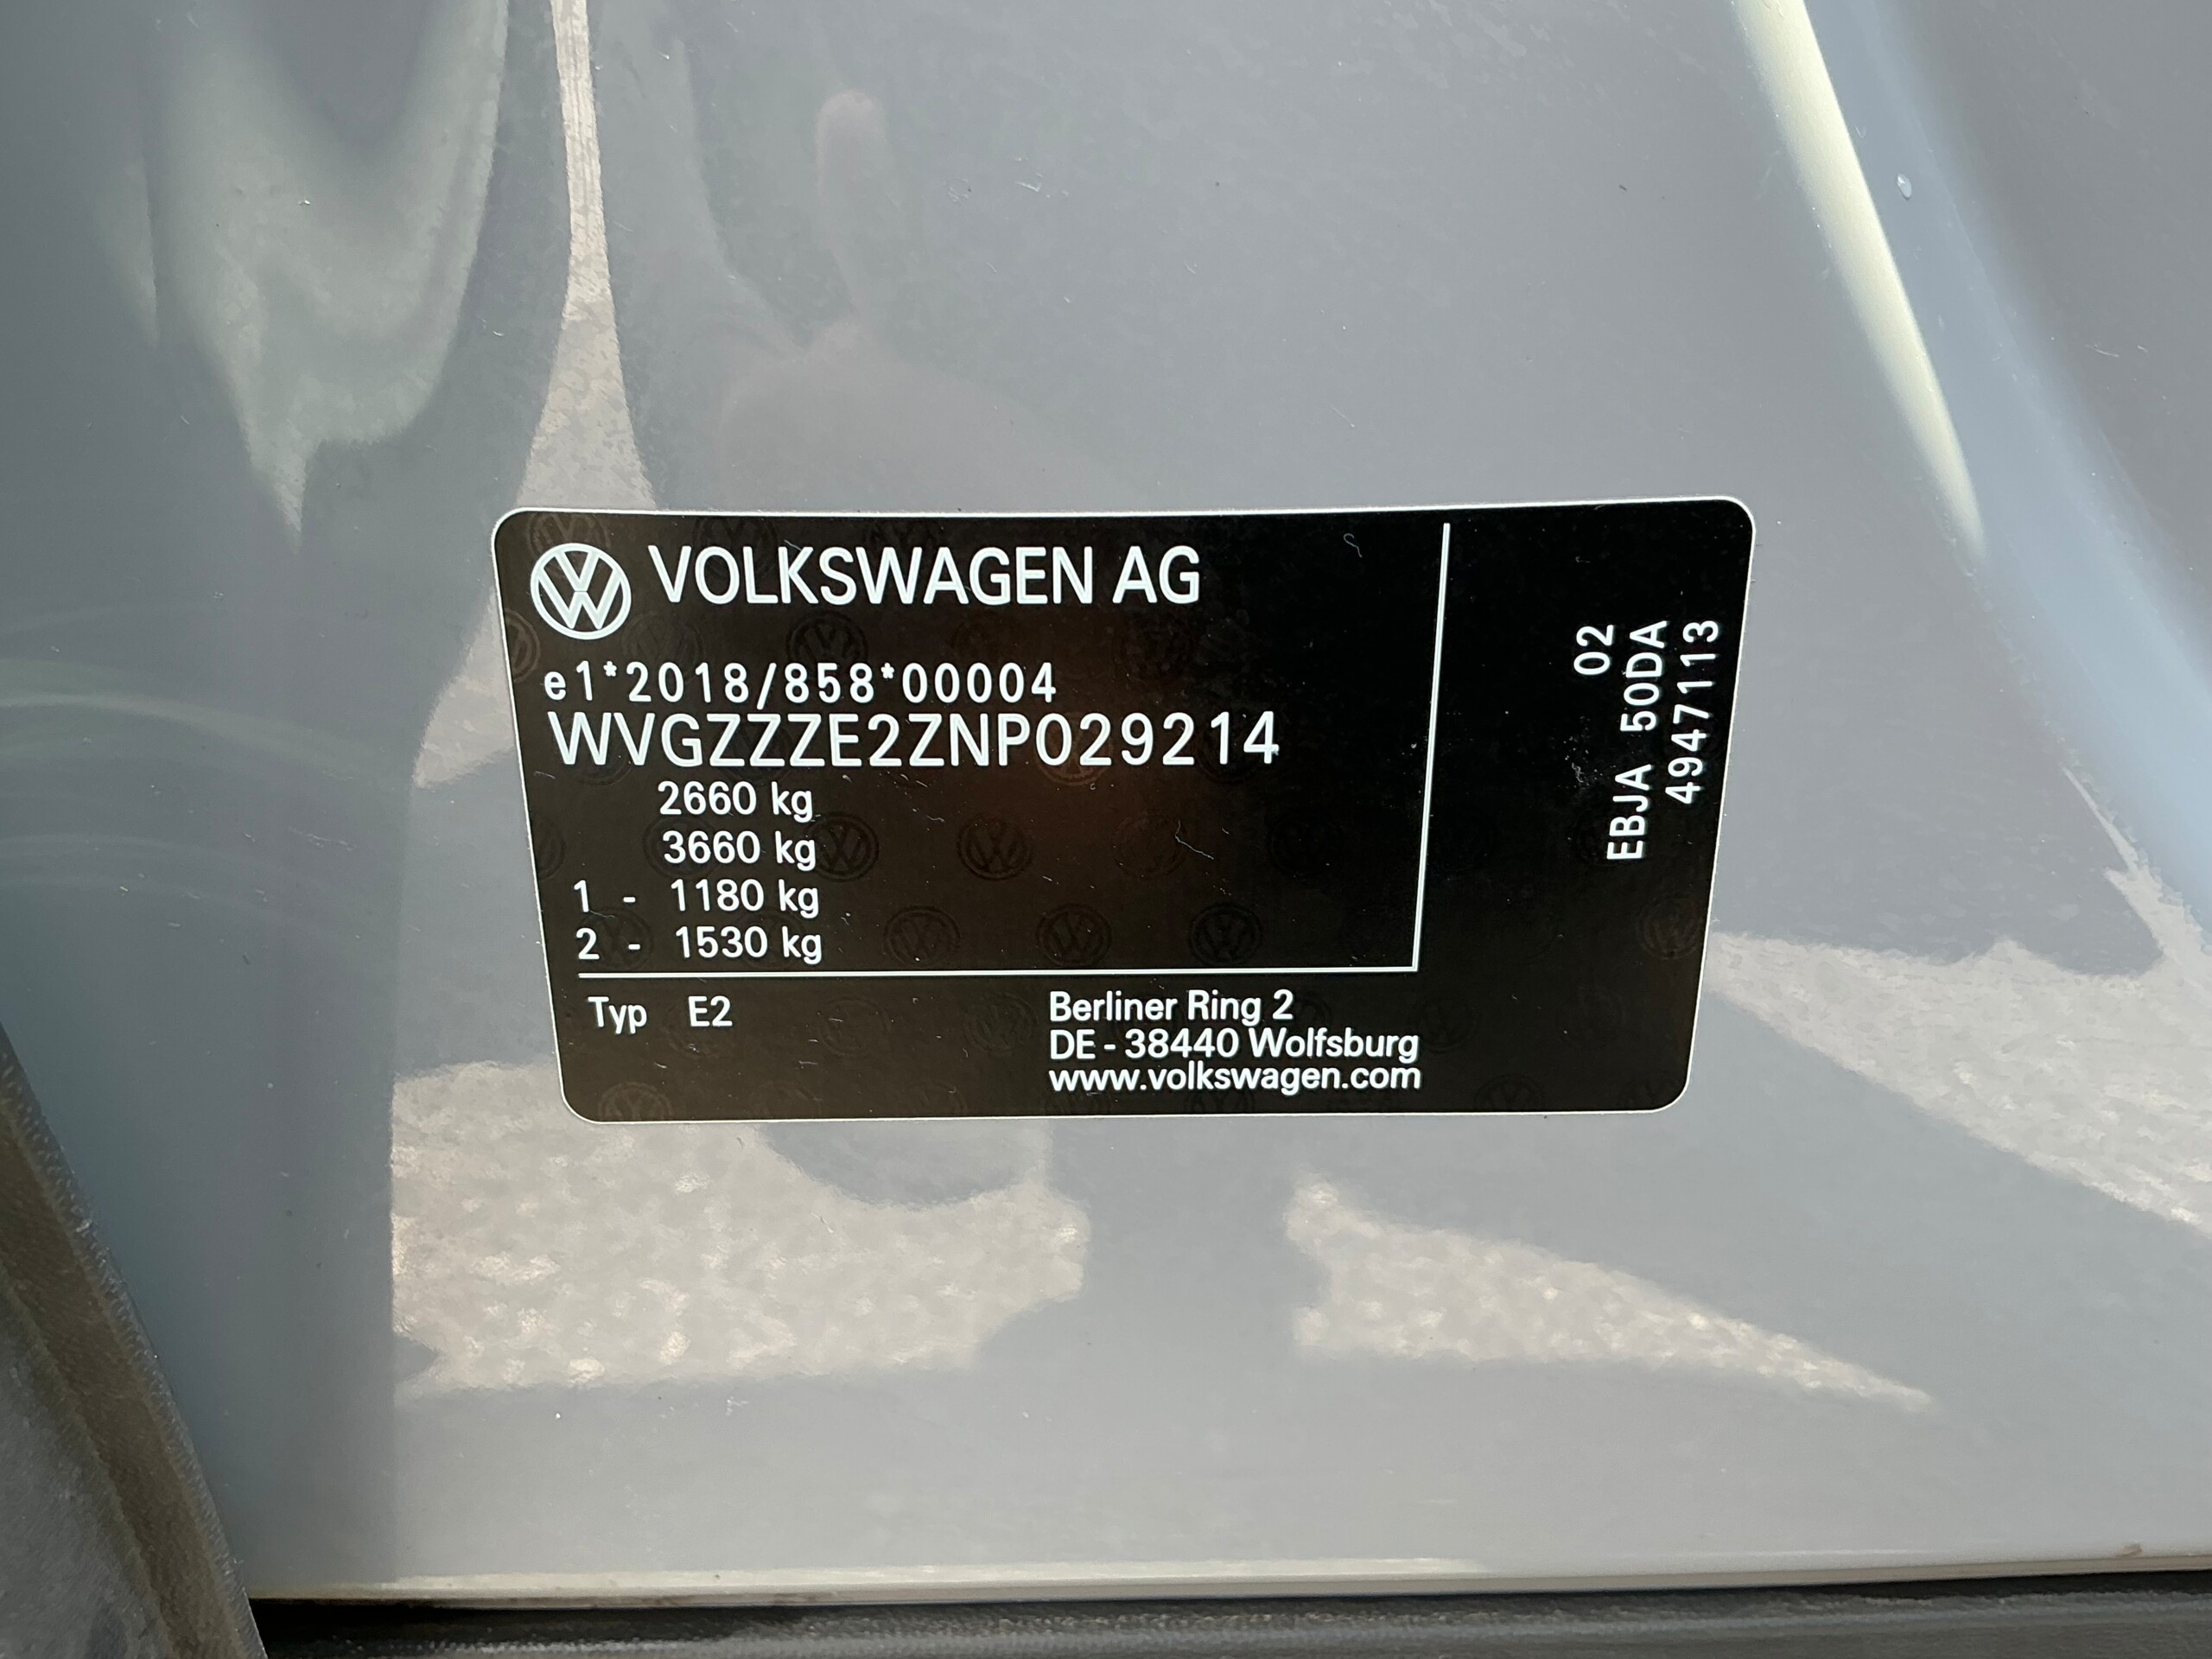 VOLKSWAGEN AG
e1*2018/858*00004
WVGZZZE2ZNP029214
2660 kg
3660 kg
1 - 1180 kg
2 - 1530 kg
Typ E2
Berliner Ring 2
DE - 38440 Wolfsburg
www.volkswagen.com
02
EBJA 50DA
4947113